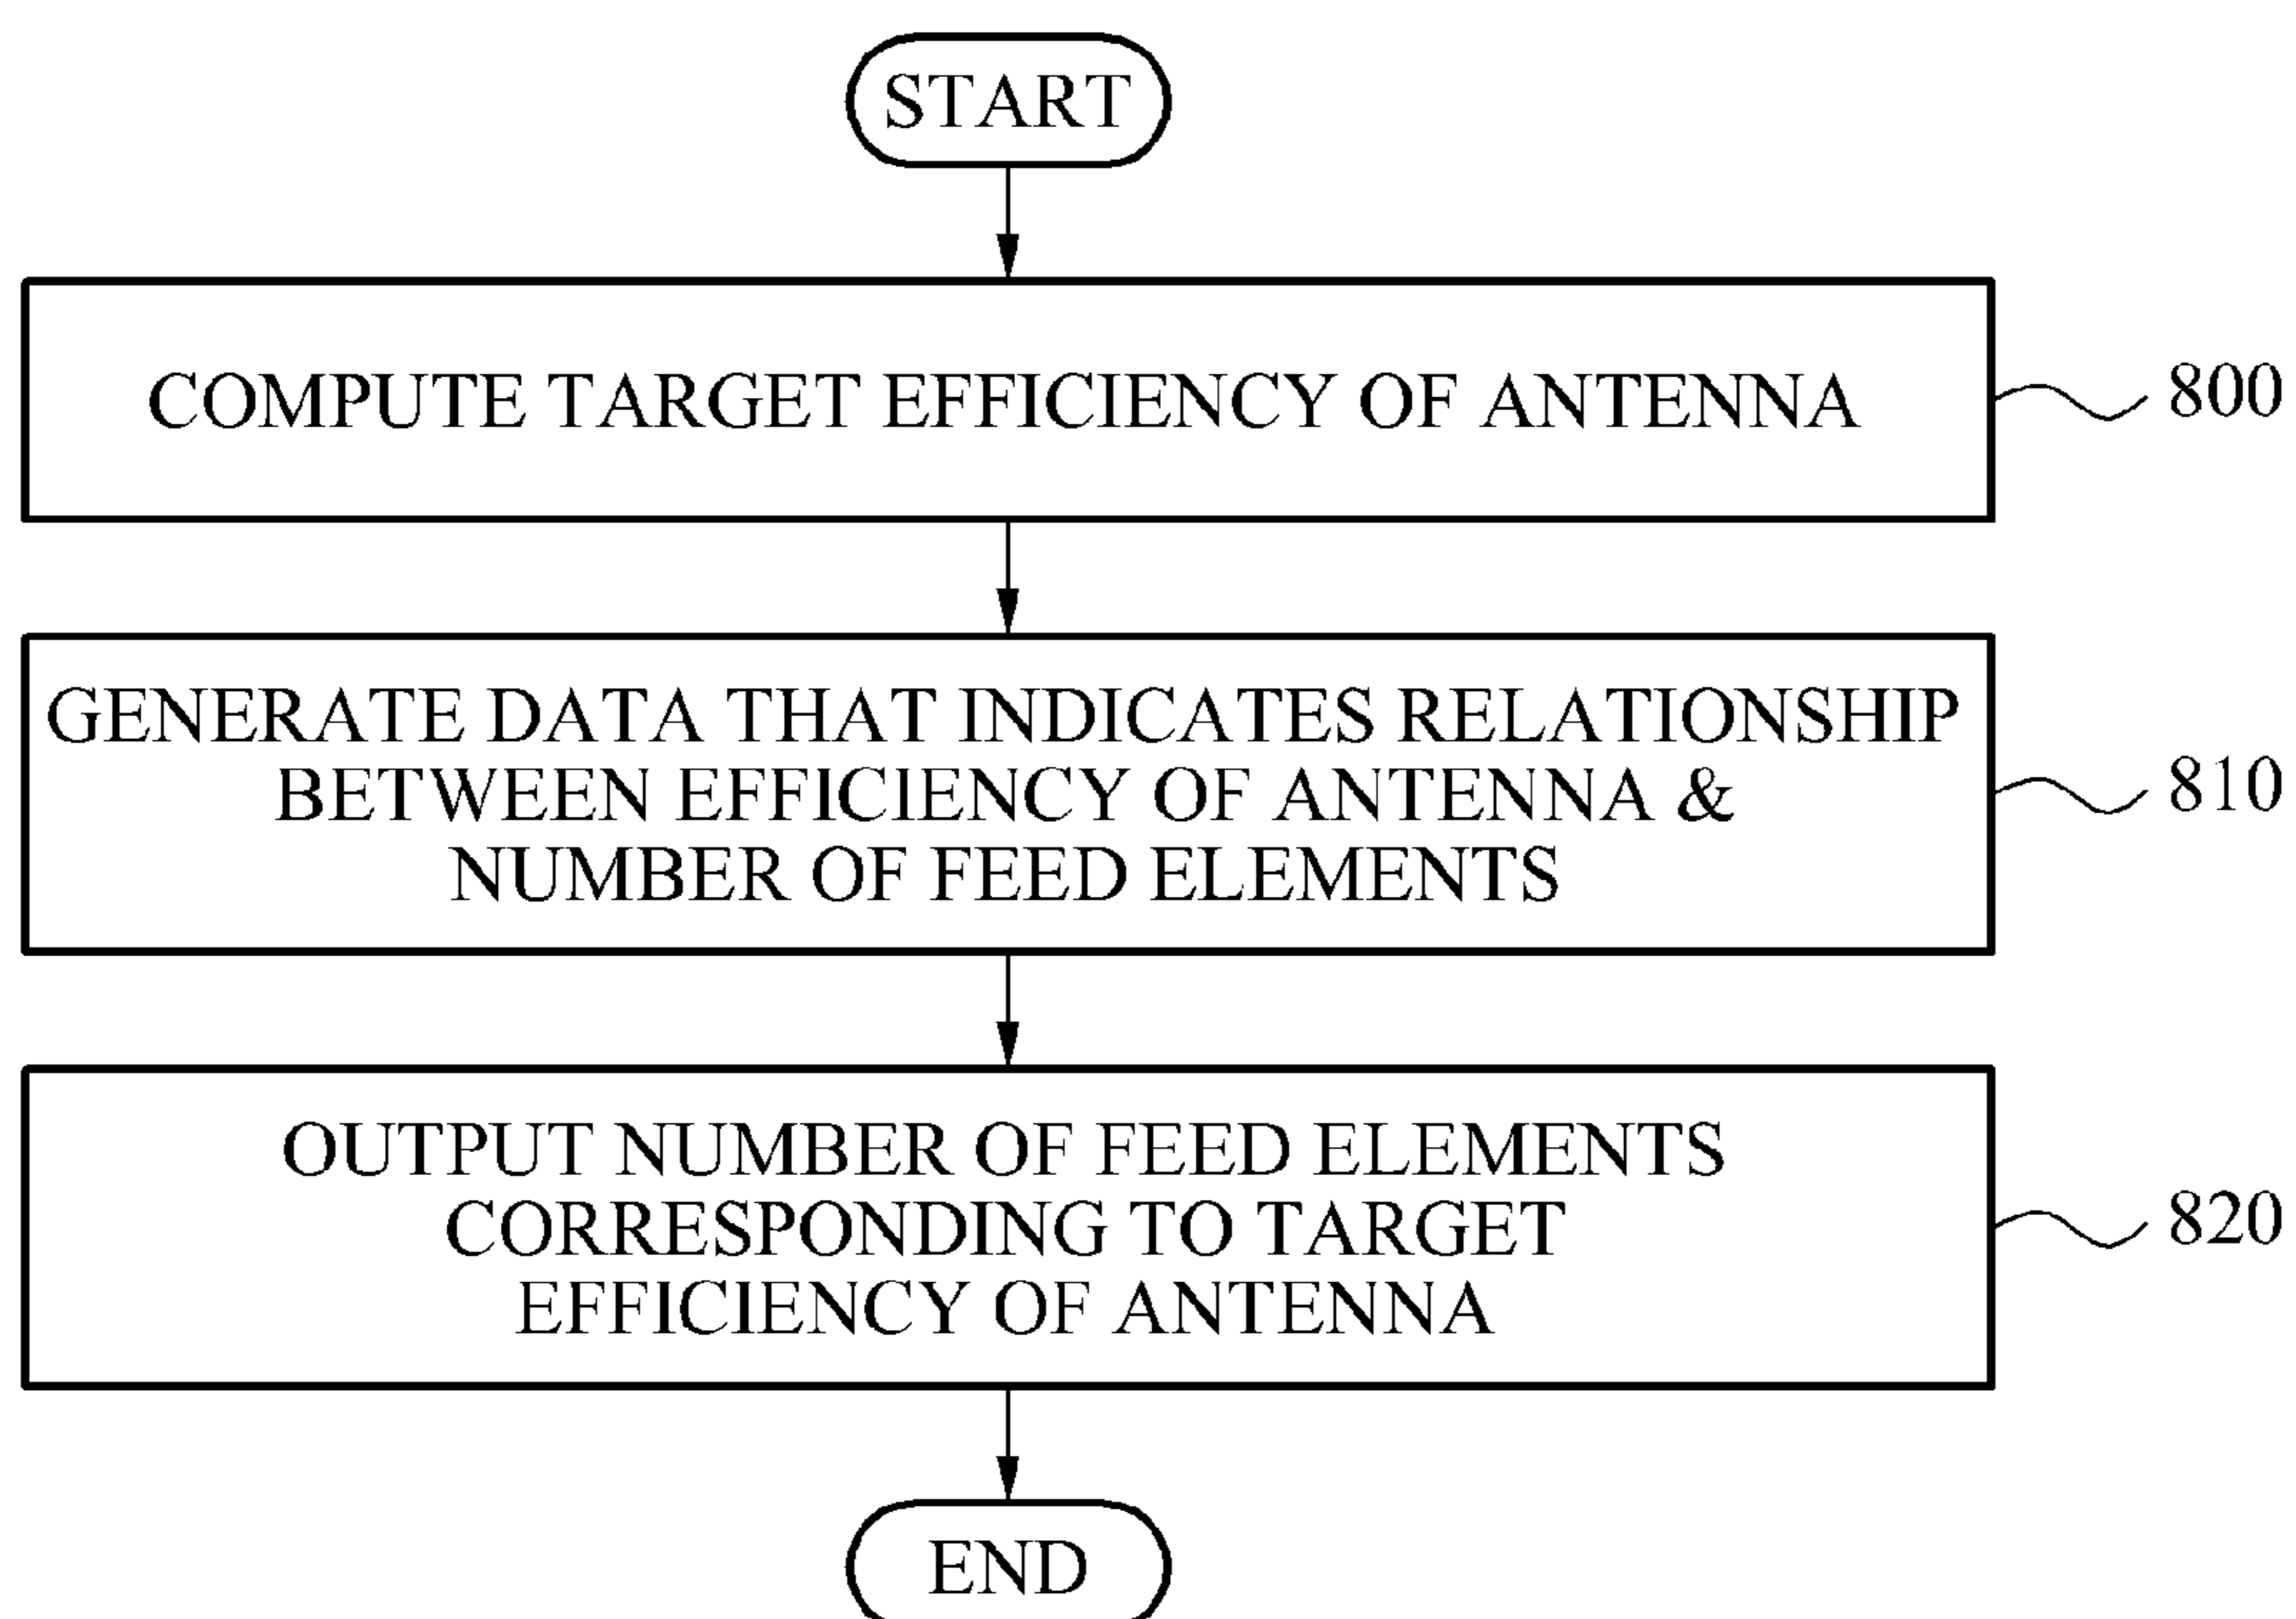 START
COMPUTE TARGET EFFICIENCY OF ANTENNA
800
GENERATE DATA THAT INDICATES RELATIONSHIP
BETWEEN EFFICIENCY OF ANTENNA &
NUMBER OF FEED ELEMENTS
810
OUTPUT NUMBER OF FEED ELEMENTS
CORRESPONDING TO TARGET
EFFICIENCY OF ANTENNA
820
END